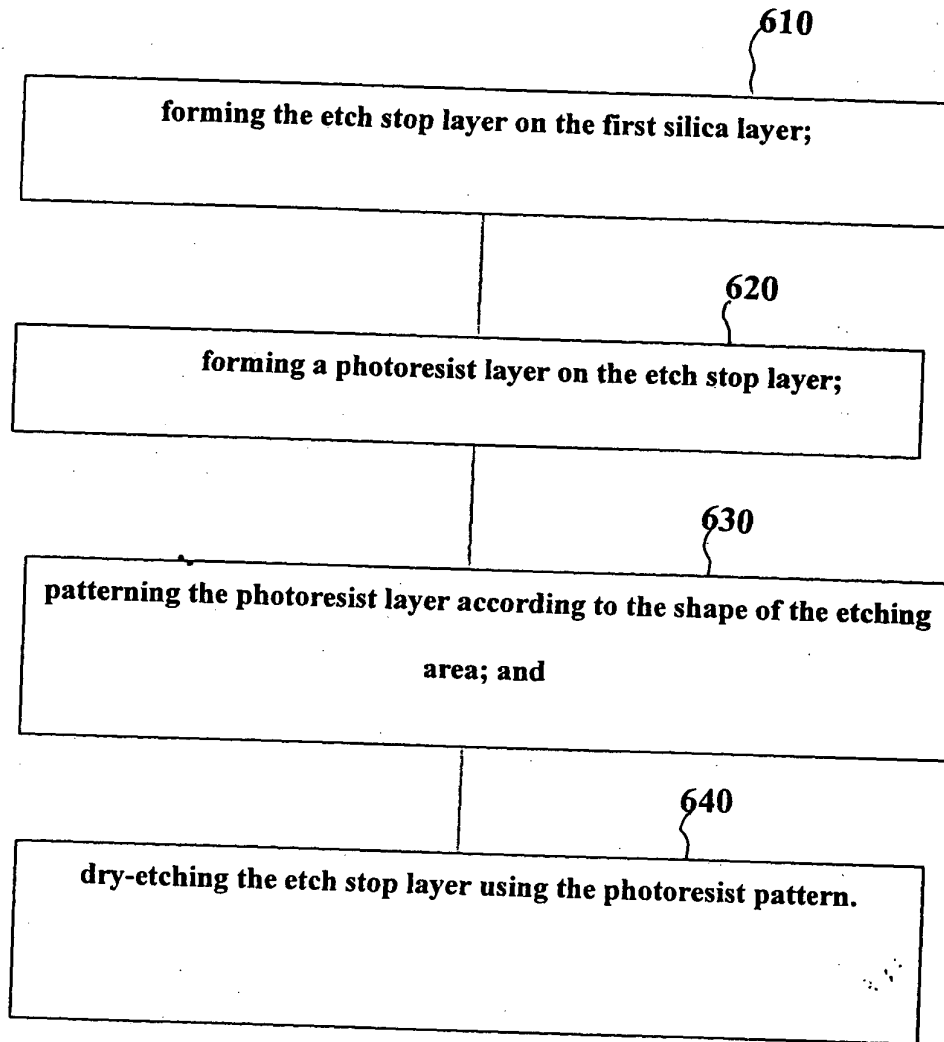 610
forming the etch stop layer on the first silica layer;
620
forming a photoresist layer on the etch stop layer;
630
patterning the photoresist layer according to the shape of the etching
area; and
640
dry-etching the etch stop layer using the photoresist pattern.